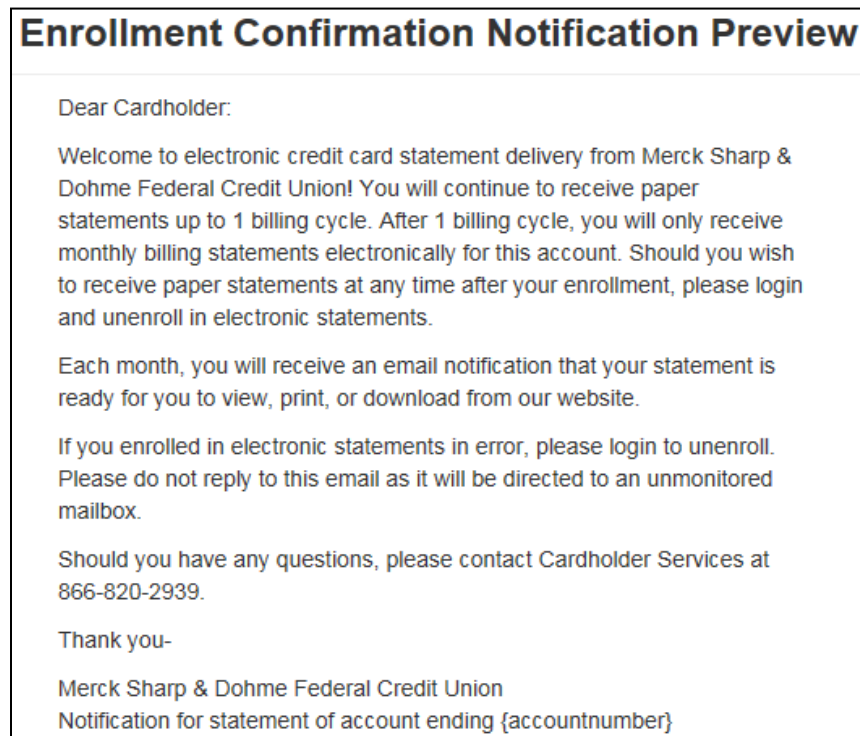 Enrollment Confirmation Notification Preview
Dear Cardholder:
Welcome to electronic credit card statement delivery from Merck Sharp &
Dohme Federal Credit Union! You will continue to receive paper
statements up to 1 billing cycle. After 1 billing cycle, you will only receive
monthly billing statements electronically for this account. Should you wish
to receive paper statements at any time after your enrollment, please login
and unenroll in electronic statements.
Each month, you will receive an email notification that your statement is
ready for you to view, print, or download from our website.
If you enrolled in electronic statements in error, please login to unenroll.
Please do not reply to this email as it will be directed to an unmonitored
mailbox.
Should you have any questions, please contact Cardholder Services at
866-820-2939.
Thank you-
Merck Sharp & Dohme Federal Credit Union
Notification for statement of account ending {accountnumber}